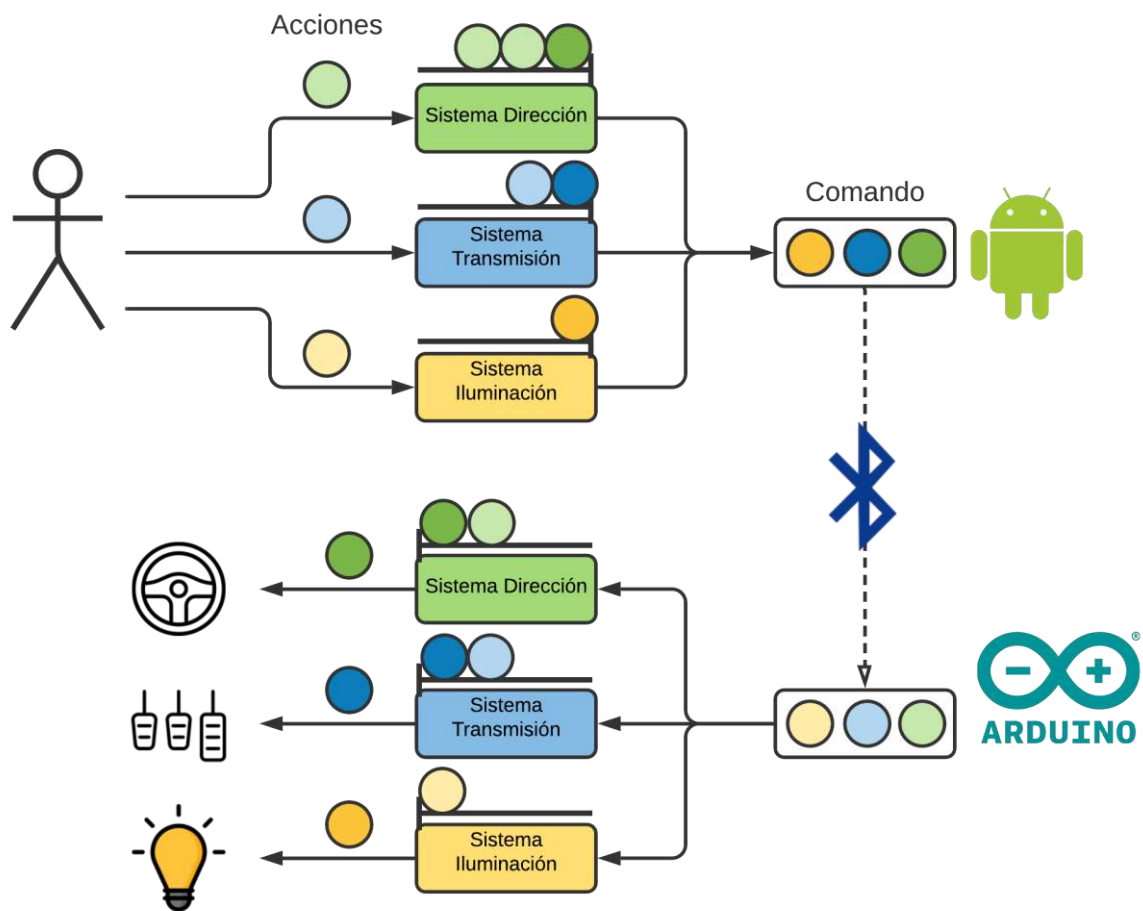 Acciones
Sistema Dirección
Sistema
Transmisión
Sistema
Iluminación
Comando
Sistema Dirección
Sistema
Transmisión
Sistema
Iluminación
®
ARDUINO